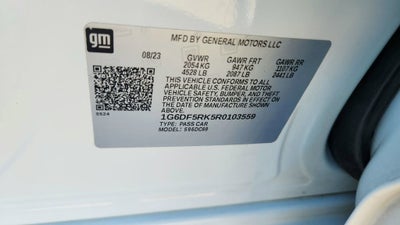 gm
MFD BY GENERAL MOTORS LLC
08/23 GVWR GAWR FRT GAWR RR
2054 KG 947 KG 1107 KG
4528 LB 2087 LB 2441 LB
THIS VEHICLE CONFORMS TO ALL
APPLICABLE U.S. FEDERAL MOTOR
VEHICLE SAFETY, BUMPER, AND THEFT
PREVENTION STANDARDS IN EFFECT ON
THE DATE OF MANUFACTURE SHOWN
ABOVE.
1G6DF5RK5R0103559
TYPE: PASS CAR
MODEL: S 6DC69
5524